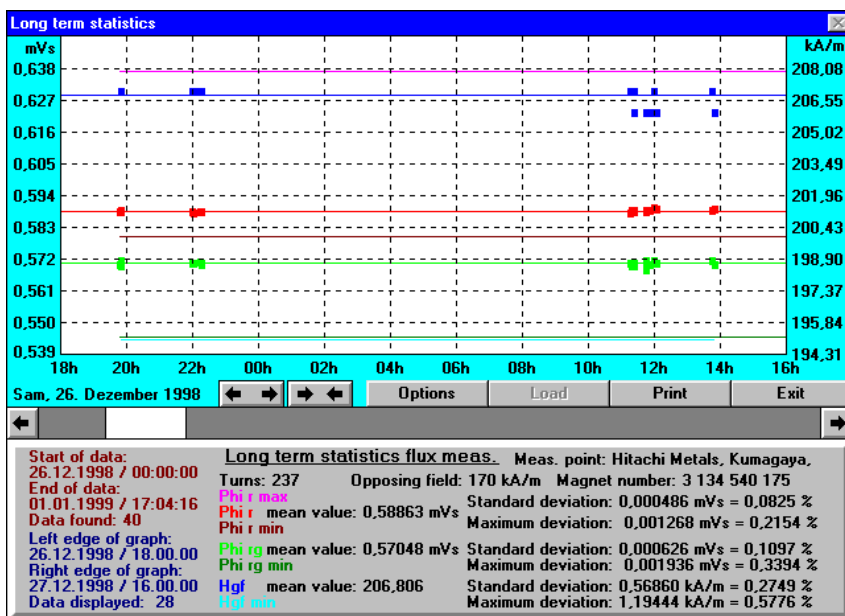 Long term statistics
mVs kA/m
0,638 208,08
0,627 206,55
0,616 205,02
0,605 203,49
0,594 201,96
0,583 200,43
0,572 198,90
0,561 197,37
0,550 195,84
0,539 194,31
18h 20h 22h 00h 02h 04h 06h 08h 10h 12h 14h 16h
Sam, 26. Dezember 1998 Options Load Print Exit
Start of data:
26.12.1998 / 00:00:00
End of data:
01.01.1999 / 17:04:16
Data found: 40
Left edge of graph:
26.12.1998 / 18.00.00
Right edge of graph:
27.12.1998 / 16.00.00
Data displayed: 28
Long term statistics flux meas. Meas. point: Hitachi Metals, Kumagaya,
Turns: 237 Opposing field: 170 kA/m Magnet number: 3 134 540 175
Phi r max
Phi r mean value: 0,58863 mVs
Phi r min
Standard deviation: 0,000486 mVs = 0,0825 %
Maximum deviation: 0,001268 mVs = 0,2154 %
Phi rg mean value: 0,57048 mVs Standard deviation: 0,000626 mVs = 0,1097 %
Phi rg min Maximum deviation: 0,001936 mVs = 0,3394 %
Hgf mean value: 206,806 Standard deviation: 0,56860 kA/m = 0,2749 %
Hgf min Maximum deviation: 1,19444 kA/m = 0,5776 %